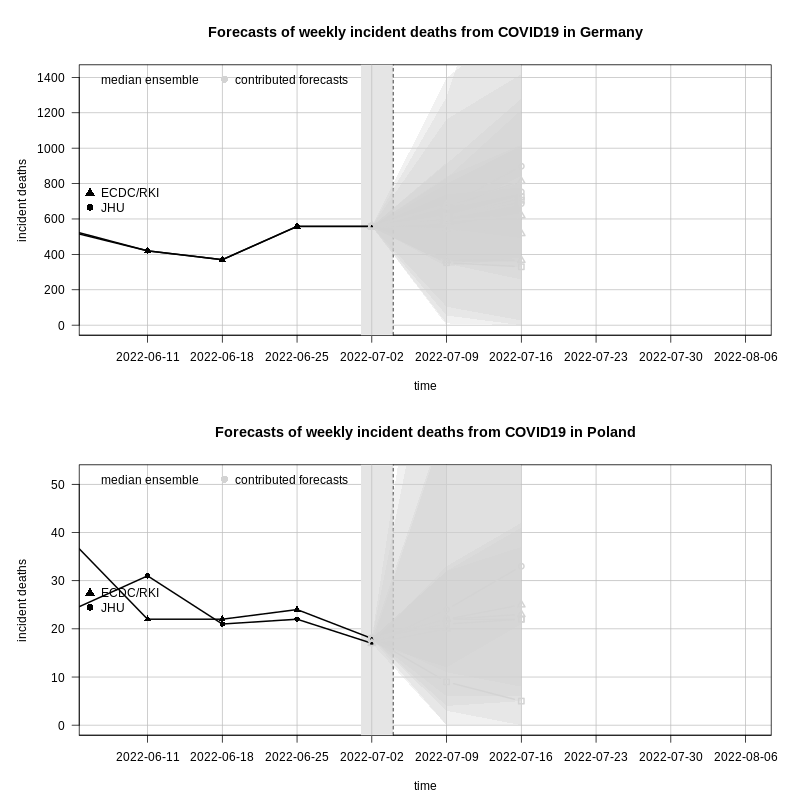 Forecasts of weekly incident deaths from COVID19 in Germany
median ensemble contributed forecasts
ECDC/RKI
JHU
incident deaths
1400
1200
1000
800
600
400
200
0
2022-06-11 2022-06-18 2022-06-25 2022-07-02 2022-07-09 2022-07-16 2022-07-23 2022-07-30 2022-08-06
time
Forecasts of weekly incident deaths from COVID19 in Poland
median ensemble contributed forecasts
ECDC/RKI
JHU
incident deaths
50
40
30
20
10
0
2022-06-11 2022-06-18 2022-06-25 2022-07-02 2022-07-09 2022-07-16 2022-07-23 2022-07-30 2022-08-06
time